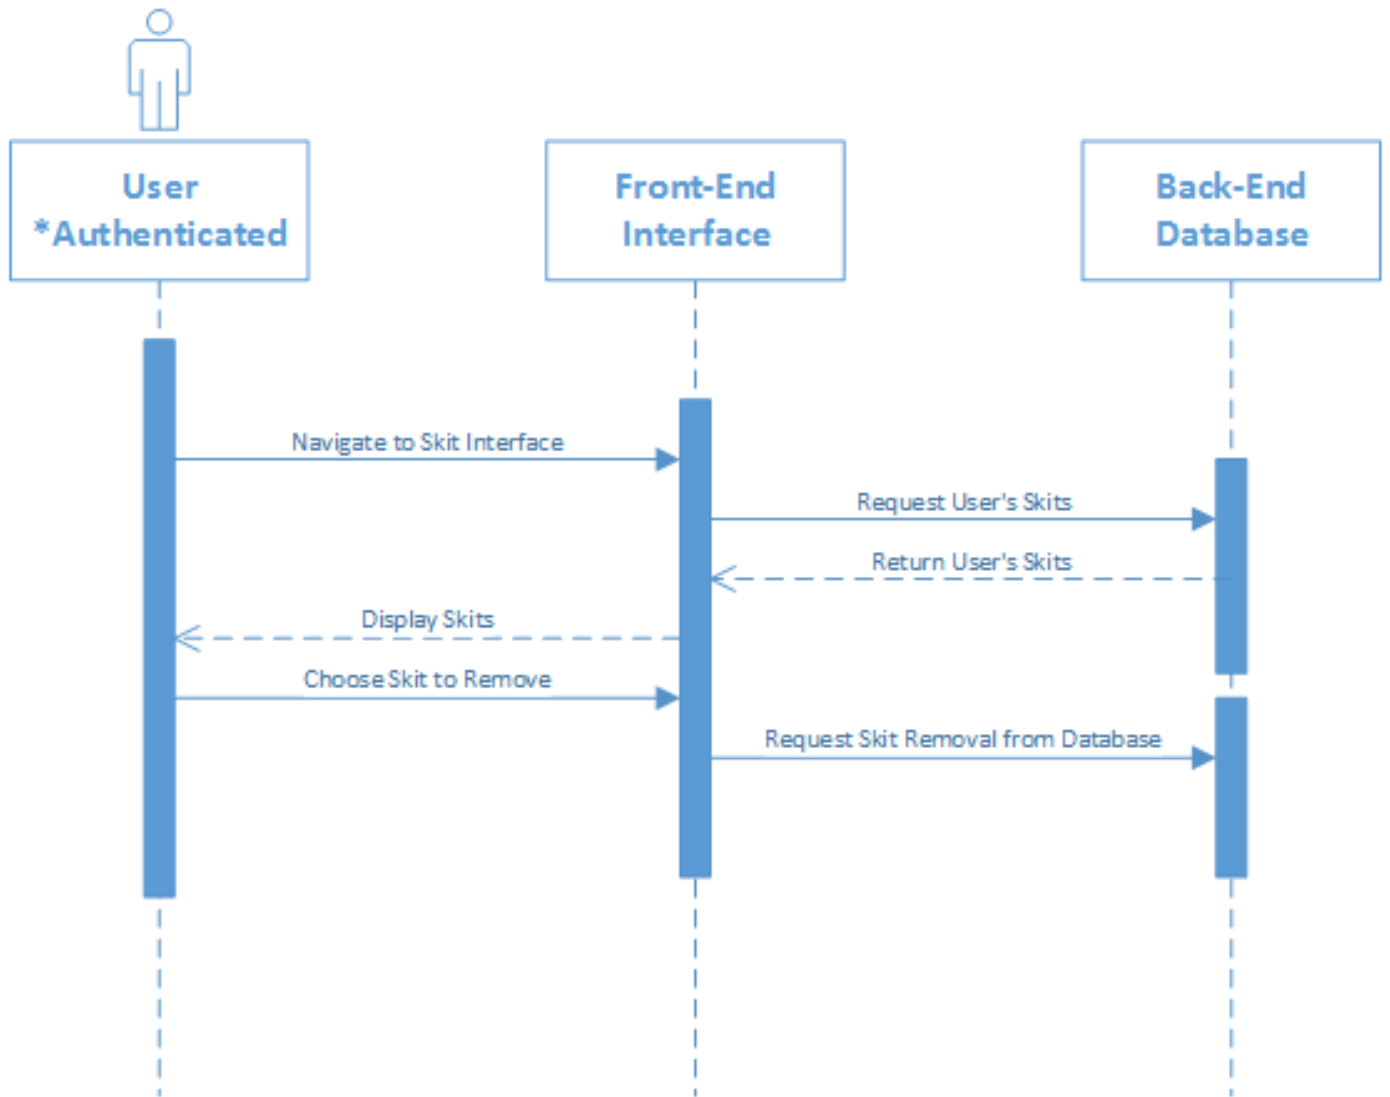 User
*Authenticated
Front-End
Interface
Back-End
Database
Navigate to Skit Interface
Request User's Skits
Return User's Skits
Display Skits
Choose Skit to Remove
Request Skit Removal from Database